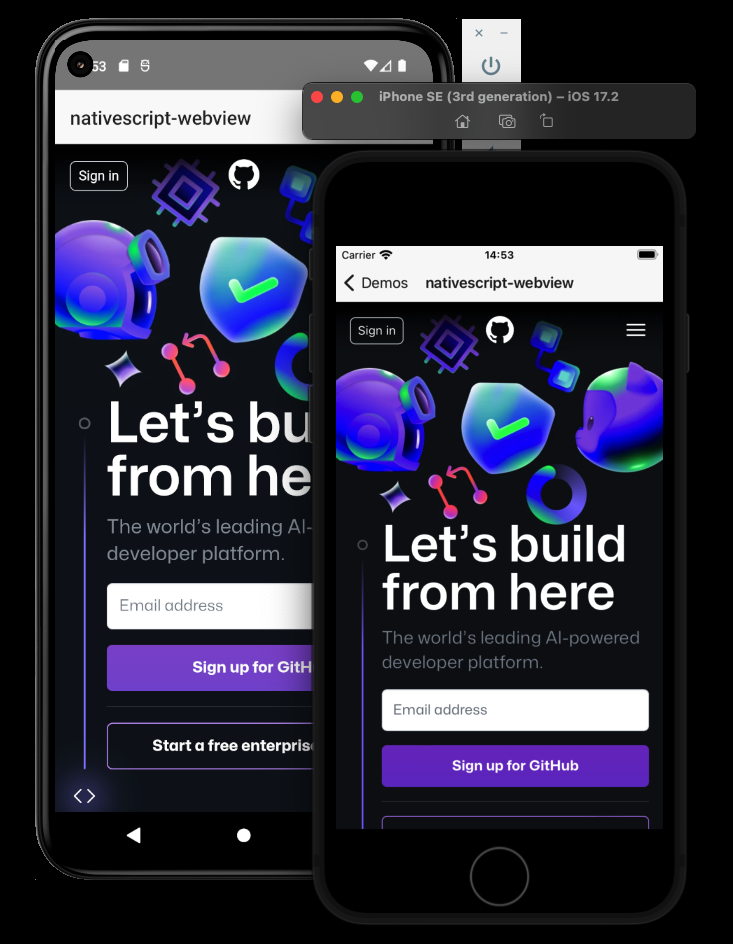 53
nativescript-webview
Sign in
Let's bu
from he
The world's leading AI-
developer platform.
Email address
Sign up for GitH
Start a free enterprise
iPhone SE (3rd generation) – iOS 17.2
Carrier
14:53
Demos
nativescript-webview
Sign in
Let's build
from here
The world's leading AI-powered
developer platform.
Email address
Sign up for GitHub